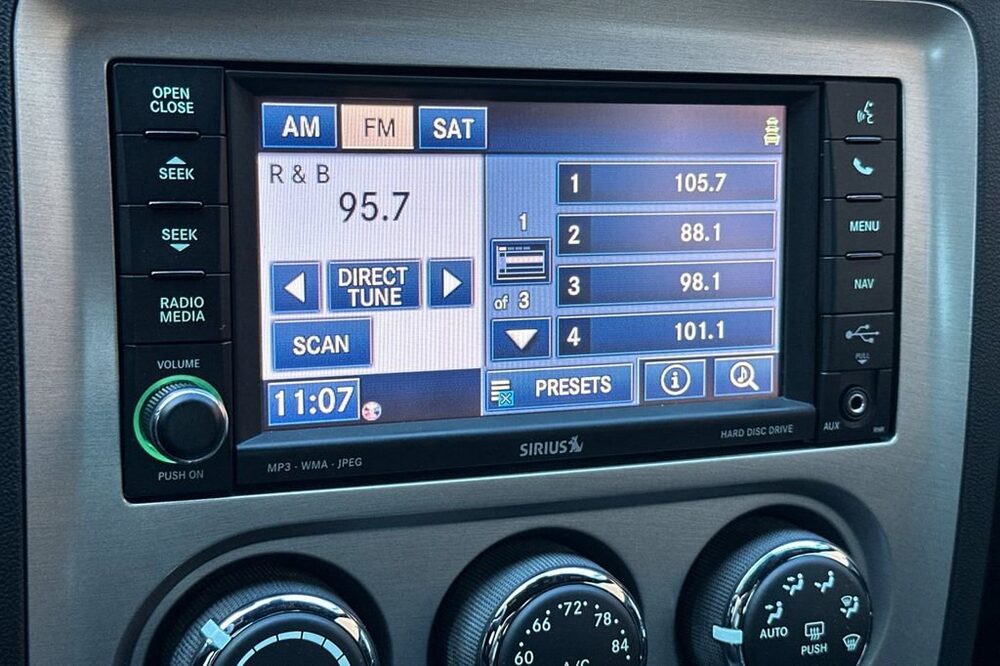 OPEN
CLOSE
SEEK
SEEK
RADIO
MEDIA
VOLUME
PUSH ON
AM FM SAT
R & B
95.7
DIRECT
TUNE
SCAN
11:07
1
of 3
1 105.7
2 88.1
3 98.1
4 101.1
PRESETS
i
MENU
NAV
PULL
AUX
MP3 · WMA · JPEG
SIRIUS
HARD DISC DRIVE
60 66 72° 78 84
A/C
AUTO
PUSH